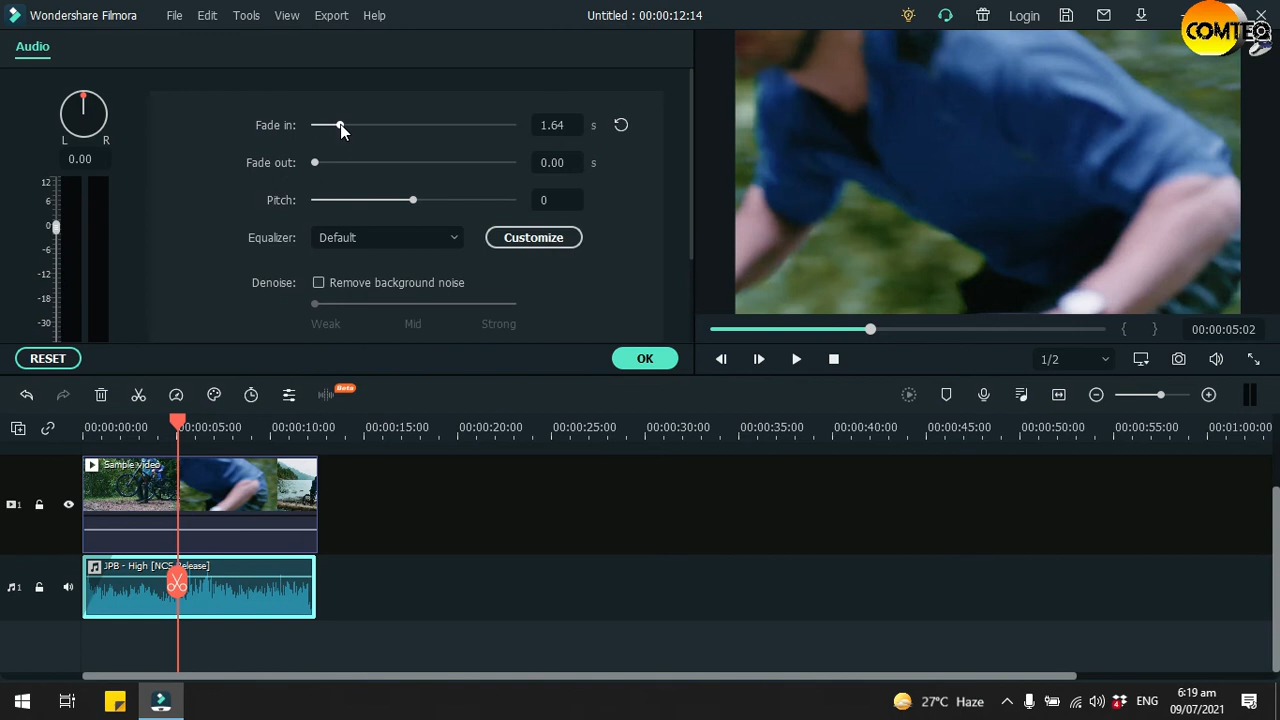 Wondershare Filmora File Edit Tools View Export Help Untitled : 00:00:12:14 Login
COMTEQ
Audio
Fade in: 1.64 s
L R
0.00
Fade out: 0.00 s
12
6
Pitch: 0
0
Equalizer: Default Customize
-6
-12
Denoise: Remove background noise
-18
-30
Weak Mid Strong
00:00:05:02
RESET OK 1/2
Beta
00:00:00:00 00:00:05:00 00:00:10:00 00:00:15:00 00:00:20:00 00:00:25:00 00:00:30:00 00:00:35:00 00:00:40:00 00:00:45:00 00:00:50:00 00:00:55:00 00:01:00:00
Sample video
1
JPB - High [NCS Release]
1
27°C Haze ENG
6:19 am
09/07/2021